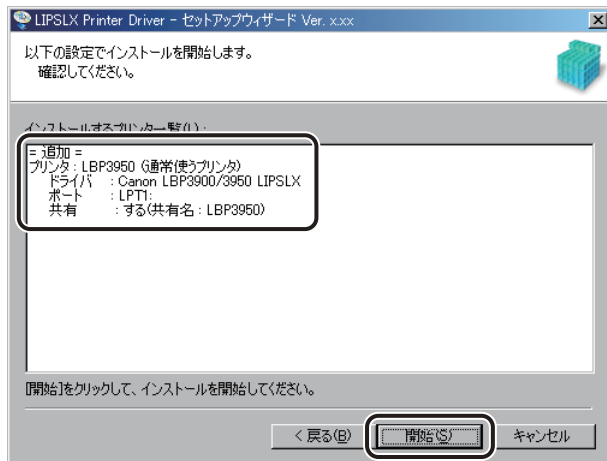 LIPSLX Printer Driver - セットアップウィザード Ver. x.xx
以下の設定でインストールを開始します。
確認してください。
インストールするプリンター覧(L) :
= 追加 =
プリンタ : LBP3950 (通常使うプリンタ)
ドライバ : Canon LBP3900/3950 LIPSLX
ポート : LPT1:
共有 : する(共有名 : LBP3950)
[開始]をクリックして、インストールを開始してください。
< 戻る(B)
開始(S)
キャンセル